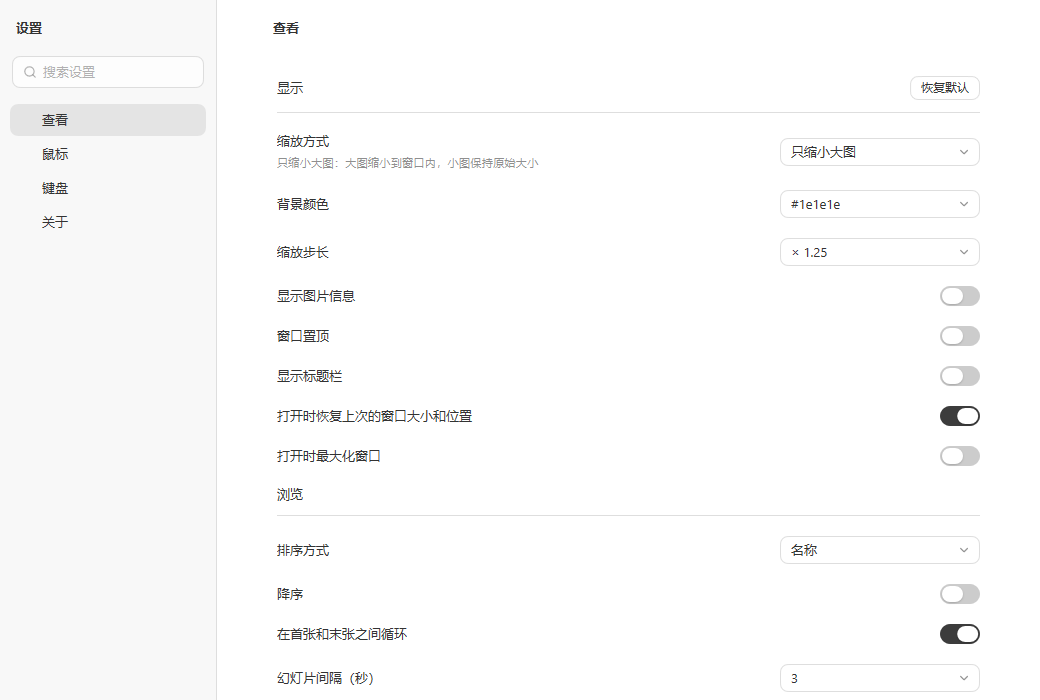 设置
搜索设置
查看
鼠标
键盘
关于
查看
显示
恢复默认
缩放方式
只缩小大图：大图缩小到窗口内，小图保持原始大小
只缩小大图
背景颜色
#1e1e1e
缩放步长
× 1.25
显示图片信息
窗口置顶
显示标题栏
打开时恢复上次的窗口大小和位置
打开时最大化窗口
浏览
排序方式
名称
降序
在首张和末张之间循环
幻灯片间隔（秒）
3